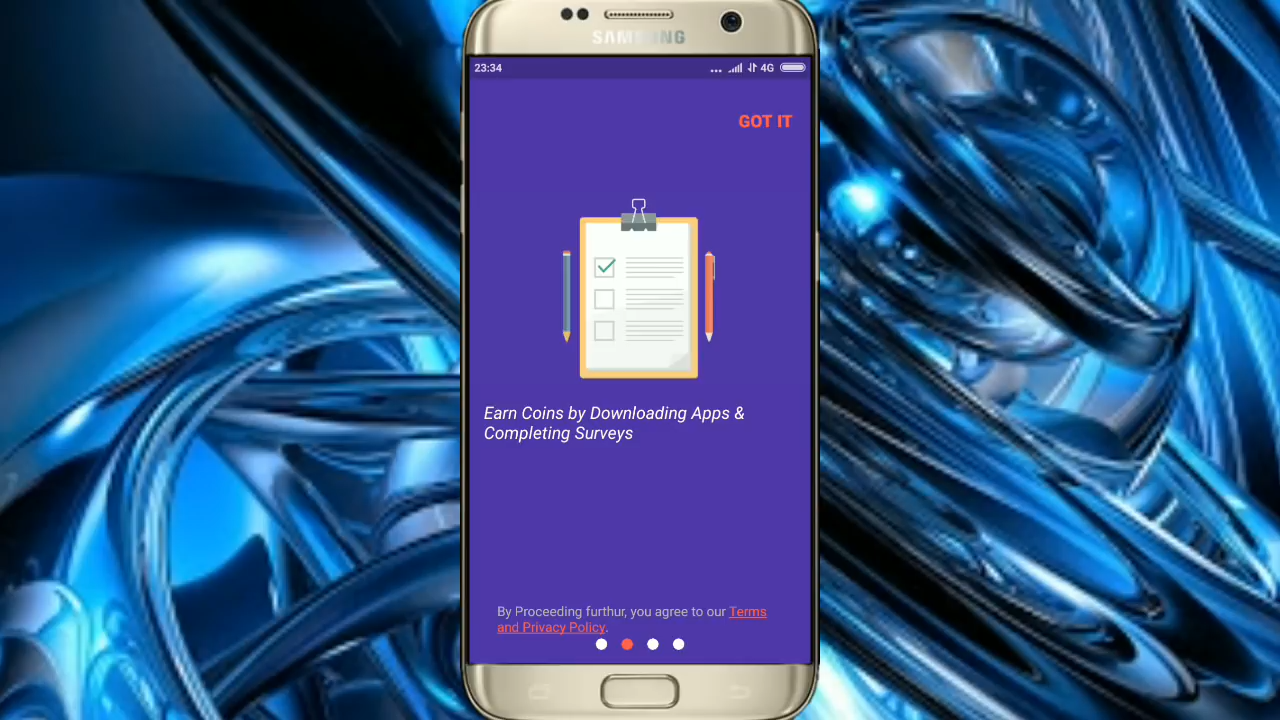 SAMSUNG
23:34
4G
GOT IT
Earn Coins by Downloading Apps &
Completing Surveys
By Proceeding furthur, you agree to our Terms
and Privacy Policy.